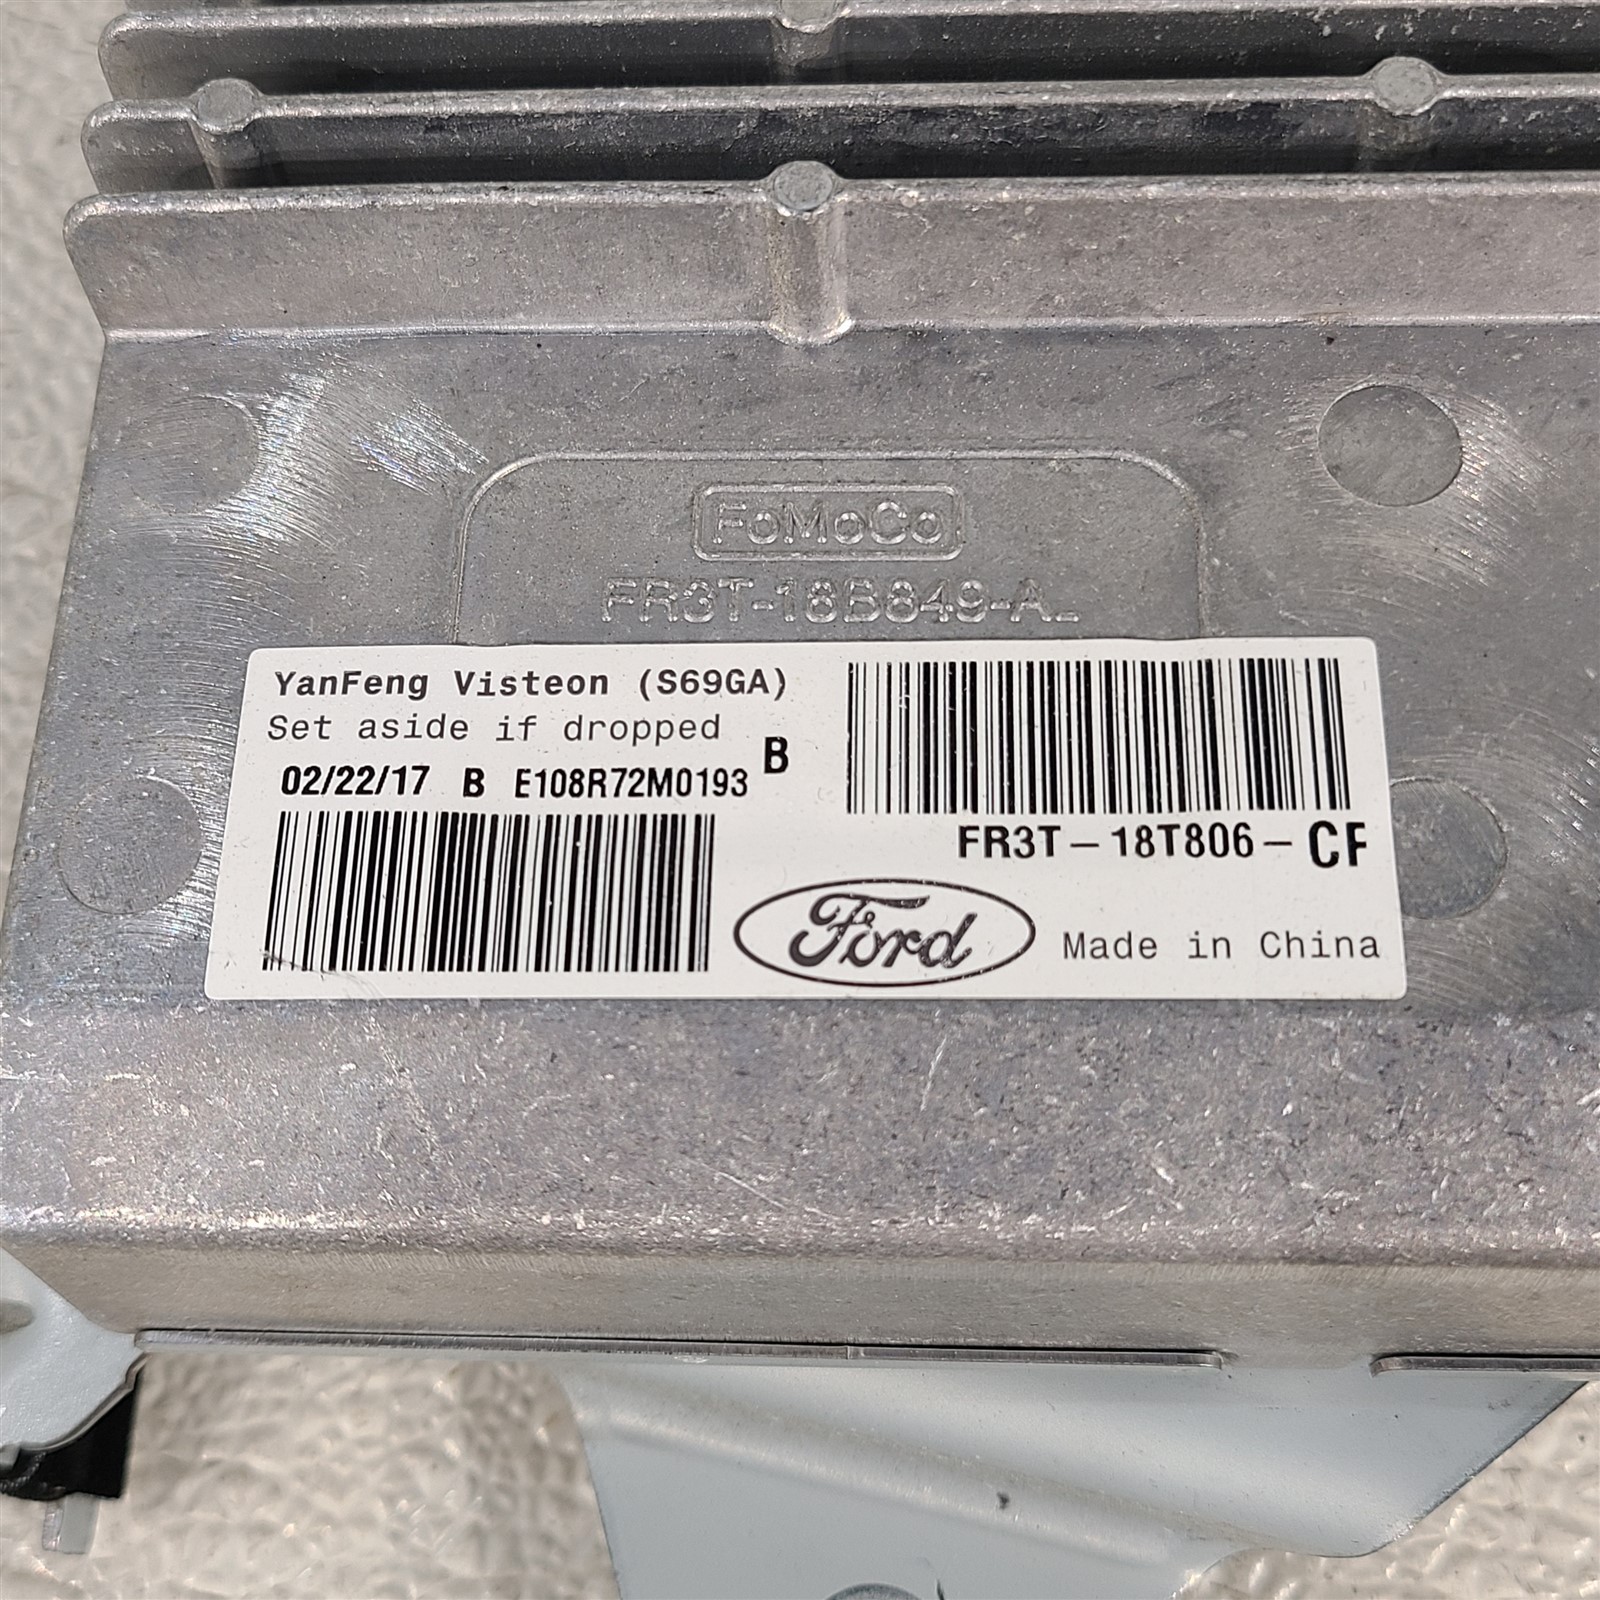 FoMoCo
FR3T-18B849-A
YanFeng Visteon (S69GA)
Set aside if dropped
02/22/17 B E108R72M0193 B
FR3T-18T806-CF
Ford
Made in China